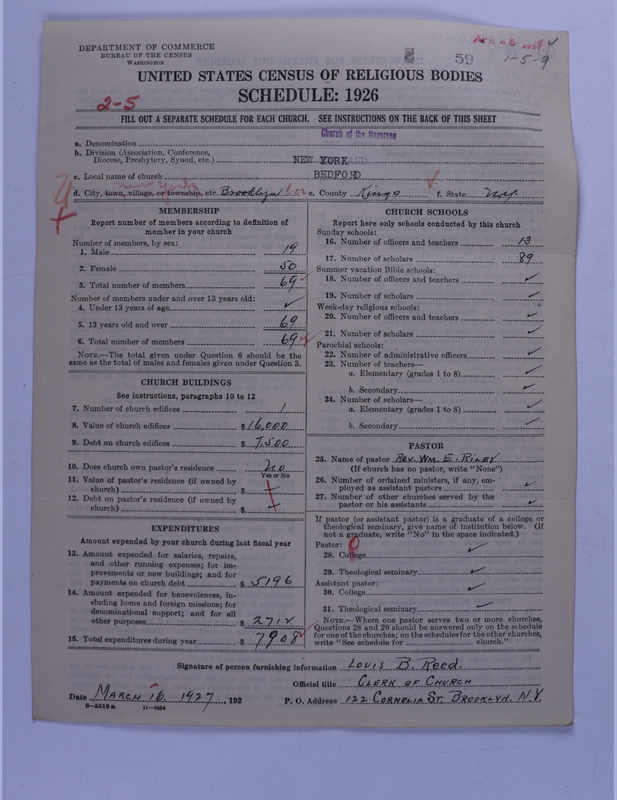 DEPARTMENT OF COMMERCE
BUREAU OF THE CENSUS
WASHINGTON
59
1-5-9
UNITED STATES CENSUS OF RELIGIOUS BODIES
SCHEDULE: 1926
2-5
FILL OUT A SEPARATE SCHEDULE FOR EACH CHURCH. SEE INSTRUCTIONS ON THE BACK OF THIS SHEET
a. Denomination Church of the Nazarene
b. Division (Association, Conference,
Diocese, Presbytery, Synod, etc.) NEW YORK
c. Local name of church BEDFORD
d. City, town, village, or township, etc. Brooklyn e. County Kings f. State N.Y.
MEMBERSHIP
Report number of members according to definition of
member in your church
Number of members, by sex:
1. Male 19
2. Female 50
3. Total number of members 69
Number of members under and over 13 years old:
4. Under 13 years of age ✓
5. 13 years old and over 69
6. Total number of members 69
NOTE.—The total given under Question 6 should be the
same as the total of males and females given under Question 3.
CHURCH BUILDINGS
See instructions, paragraphs 10 to 12
7. Number of church edifices 1
8. Value of church edifices $16,000
9. Debt on church edifices $7,500
10. Does church own pastor's residence No
Yes or No
11. Value of pastor's residence (if owned by
church) $
12. Debt on pastor's residence (if owned by
church) $
EXPENDITURES
Amount expended by your church during last fiscal year
13. Amount expended for salaries, repairs,
and other running expenses; for im-
provements or new buildings; and for
payments on church debt $5196
14. Amount expended for benevolences, in-
cluding home and foreign missions; for
denominational support; and for all
other purposes $2712
15. Total expenditures during year $7908
CHURCH SCHOOLS
Report here only schools conducted by this church
Sunday schools:
16. Number of officers and teachers 13
17. Number of scholars 89
Summer vacation Bible schools:
18. Number of officers and teachers ✓
19. Number of scholars ✓
Week-day religious schools:
20. Number of officers and teachers ✓
21. Number of scholars ✓
Parochial schools:
22. Number of administrative officers ✓
23. Number of teachers—
a. Elementary (grades 1 to 8) ✓
b. Secondary ✓
24. Number of scholars—
a. Elementary (grades 1 to 8) ✓
b. Secondary ✓
PASTOR
25. Name of pastor REV. WM. E. RILEY
(If church has no pastor, write "None")
26. Number of ordained ministers, if any, em-
ployed as assistant pastors ✓
27. Number of other churches served by the
pastor or his assistants ✓
If pastor (or assistant pastor) is a graduate of a college or
theological seminary, give name of institution below. (If
not a graduate, write "No" in the space indicated.)
Pastor:
28. College ✓
29. Theological seminary ✓
Assistant pastor:
30. College ✓
31. Theological seminary ✓
NOTE.—Where one pastor serves two or more churches,
Questions 28 and 29 should be answered only on the schedule
for one of the churches; on the schedules for the other churches,
write "See schedule for church."
Signature of person furnishing information LOUIS B. REED.
Official title CLERK OF CHURCH
Date MARCH 16. 1927, 192
P. O. Address 122 CORNELIA ST. BROOKLYN. N.Y.
9-5518a 11-9084